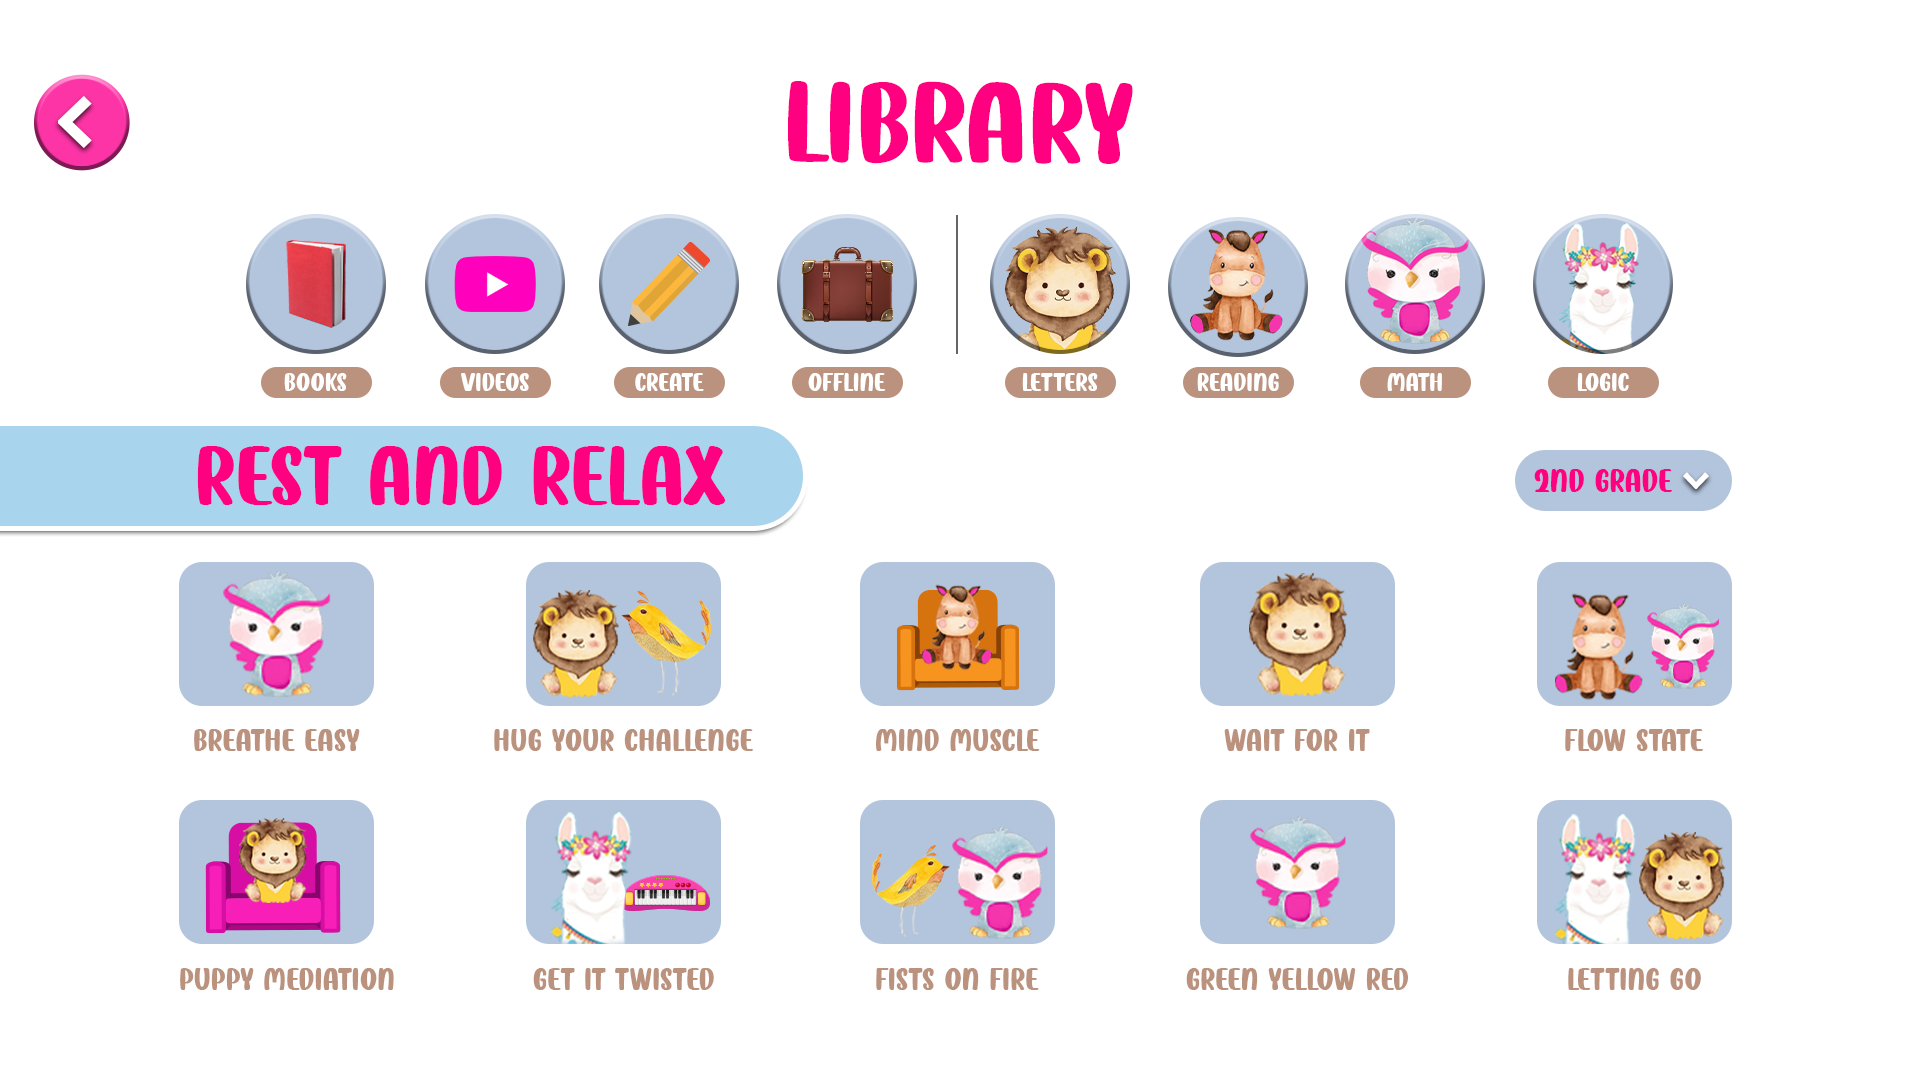 LIBRARY
BOOKS
VIDEOS
CREATE
OFFLINE
LETTERS
READING
MATH
LOGIC
REST AND RELAX
2ND GRADE
BREATHE EASY
HUG YOUR CHALLENGE
MIND MUSCLE
WAIT FOR IT
FLOW STATE
PUPPY MEDIATION
GET IT TWISTED
FISTS ON FIRE
GREEN YELLOW RED
LETTING GO